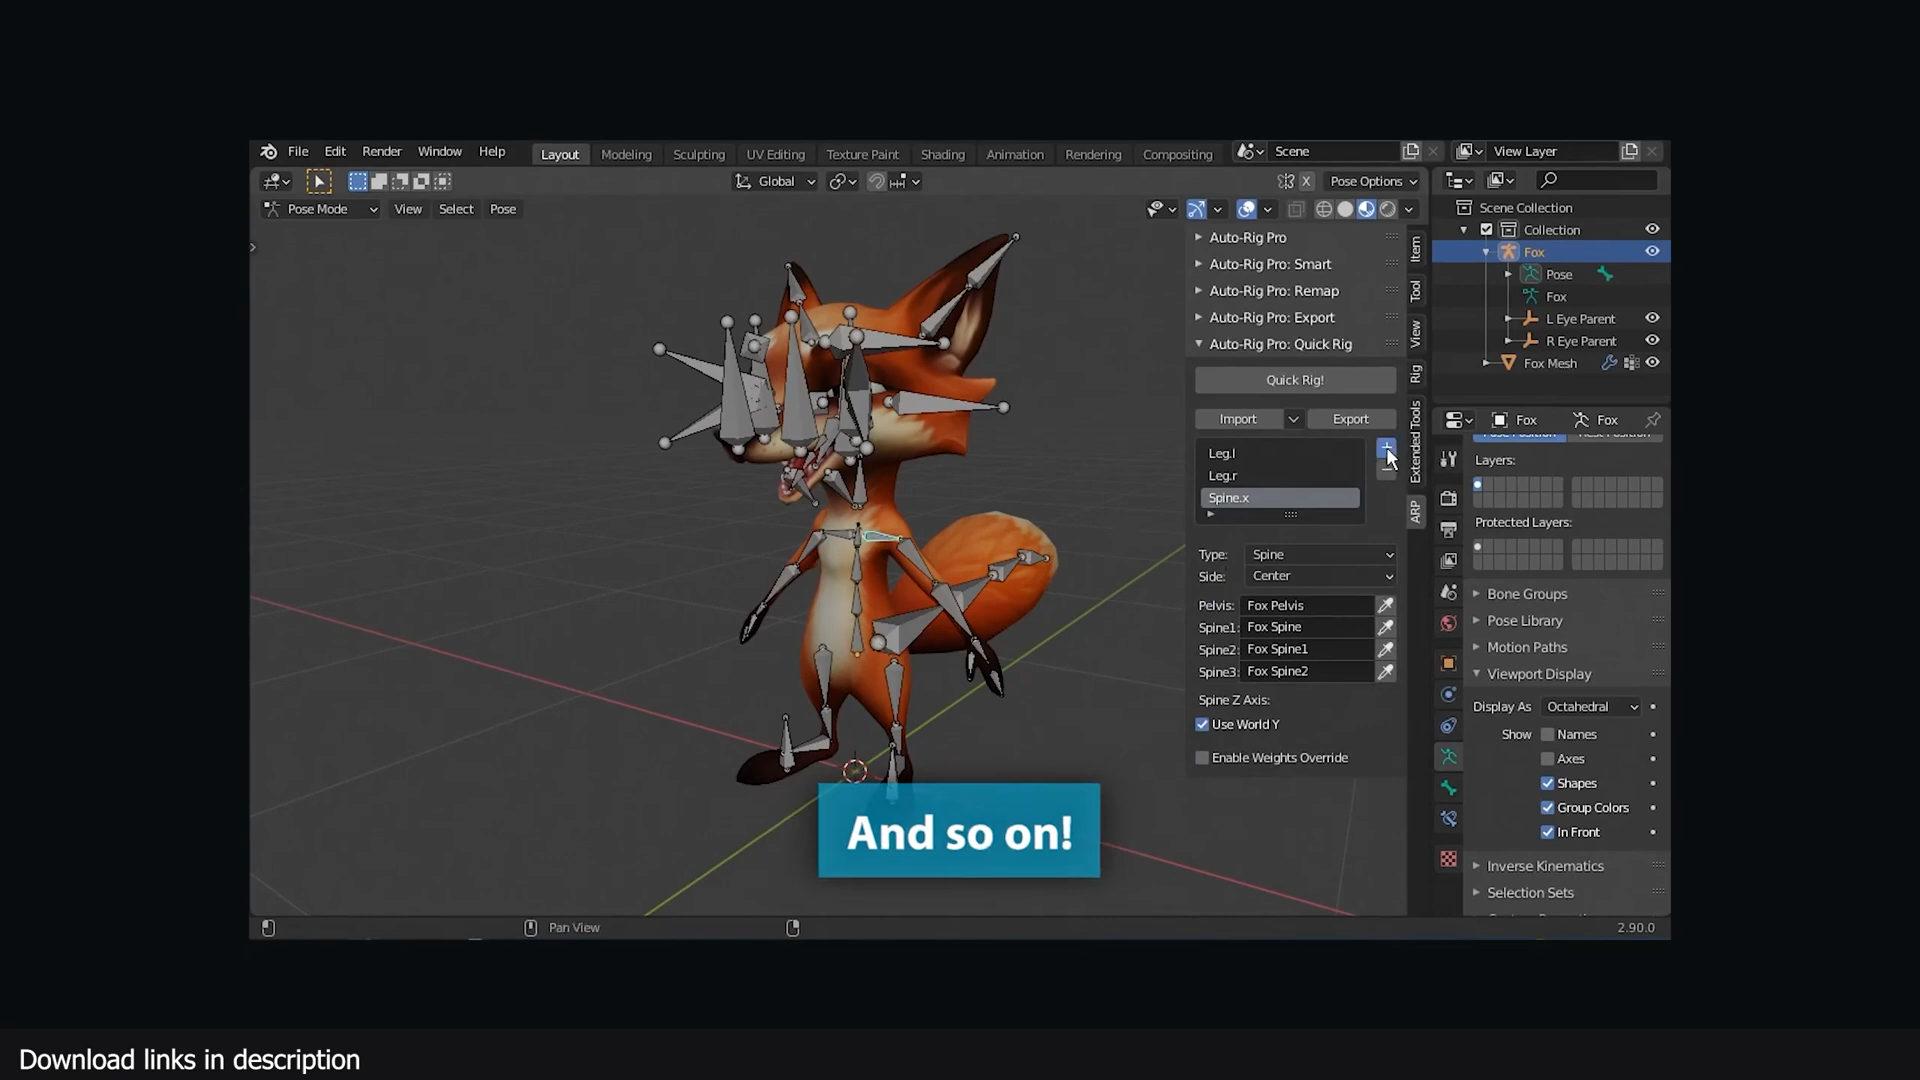 File Edit Render Window Help Layout Modeling Sculpting UV Editing Texture Paint Shading Animation Rendering Compositing Scene View Layer
Global X Pose Options
Pose Mode View Select Pose
Auto-Rig Pro
Auto-Rig Pro: Smart
Auto-Rig Pro: Remap
Auto-Rig Pro: Export
Auto-Rig Pro: Quick Rig
Quick Rig!
Import Export
Leg.l
Leg.r
Spine.x
Type: Spine
Side: Center
Pelvis: Fox Pelvis
Spine1: Fox Spine
Spine2: Fox Spine1
Spine3: Fox Spine2
Spine Z Axis:
Use World Y
Enable Weights Override
Item
Tool
View
Rig
Extended Tools
ARP
Scene Collection
Collection
Fox
Pose
Fox
L Eye Parent
R Eye Parent
Fox Mesh
Fox Fox
Pose Position Rest Position
Layers:
Protected Layers:
Bone Groups
Pose Library
Motion Paths
Viewport Display
Display As Octahedral
Show Names
Axes
Shapes
Group Colors
In Front
Inverse Kinematics
Selection Sets
And so on!
Pan View
2.90.0
Download links in description